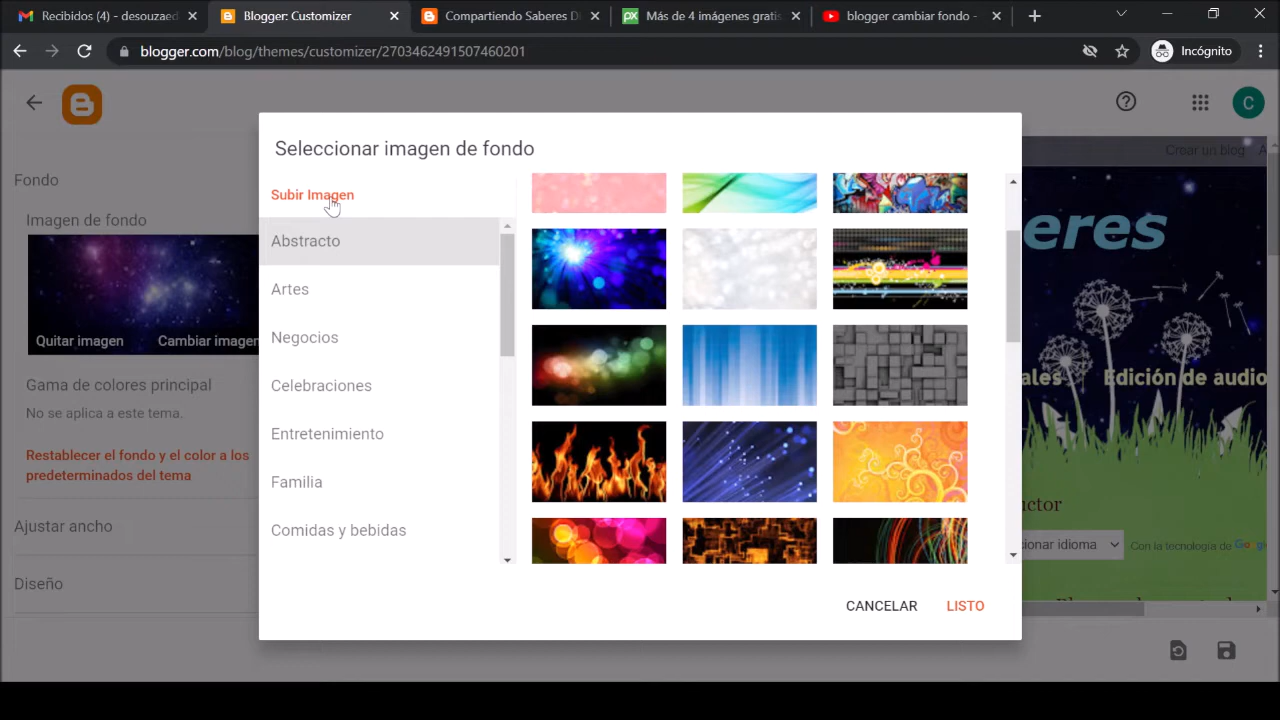 Recibidos (4) - desouzaed
Blogger: Customizer
Compartiendo Saberes Di
Más de 4 imágenes gratis
blogger cambiar fondo -
blogger.com/blog/themes/customizer/2703462491507460201
Incógnito
C
Fondo
Imagen de fondo
Quitar imagen
Cambiar imagen
Gama de colores principal
No se aplica a este tema.
Restablecer el fondo y el color a los
predeterminados del tema
Ajustar ancho
Diseño
Seleccionar imagen de fondo
Subir Imagen
Abstracto
Artes
Negocios
Celebraciones
Entretenimiento
Familia
Comidas y bebidas
CANCELAR
LISTO
Crear un blog
A
eres
ales
Edición de audio
uctor
cionar idioma
Con la tecnología de